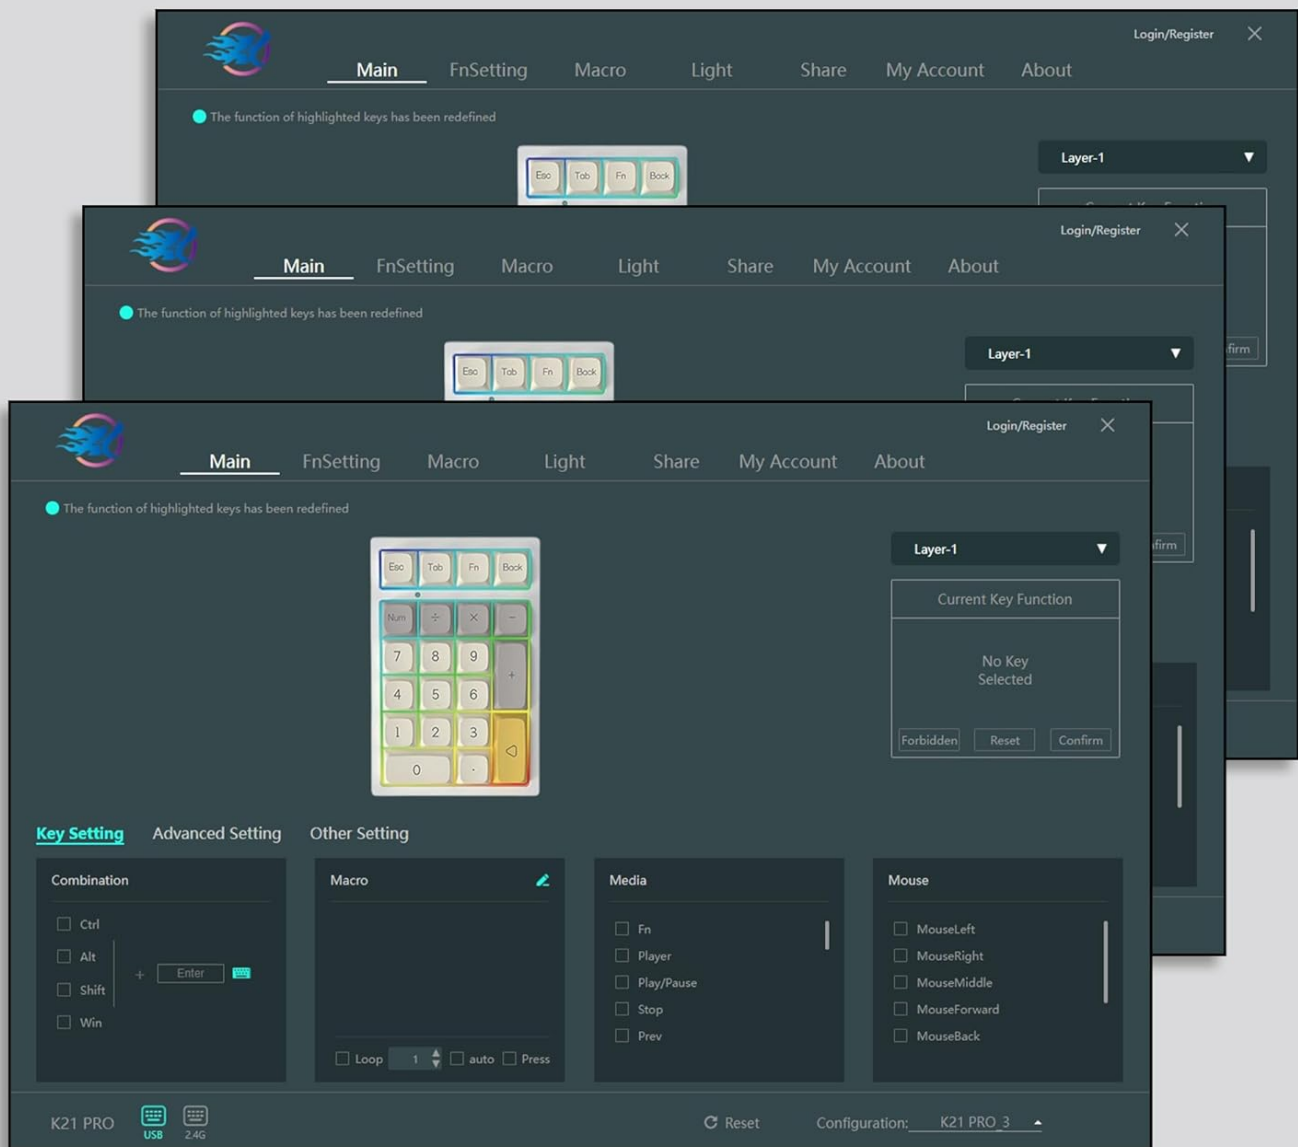 Login/Register
Main FnSetting Macro Light Share My Account About
The function of highlighted keys has been redefined
Layer-1
Esc Tab Fn Back
Login/Register
Main FnSetting Macro Light Share My Account About
The function of highlighted keys has been redefined
Layer-1
Esc Tab Fn Back
Login/Register
Main FnSetting Macro Light Share My Account About
The function of highlighted keys has been redefined
Layer-1
Esc Tab Fn Back
Num ÷ × -
7 8 9
+
4 5 6
1 2 3
0 .
Current Key Function
No Key
Selected
Forbidden Reset Confirm
Key Setting Advanced Setting Other Setting
Combination
Ctrl
Alt
Shift
Win
+ Enter
Macro
Loop 1 auto Press
Media
Fn
Player
Play/Pause
Stop
Prev
Mouse
MouseLeft
MouseRight
MouseMiddle
MouseForward
MouseBack
K21 PRO USB 2.4G Reset Configuration: K21 PRO_3